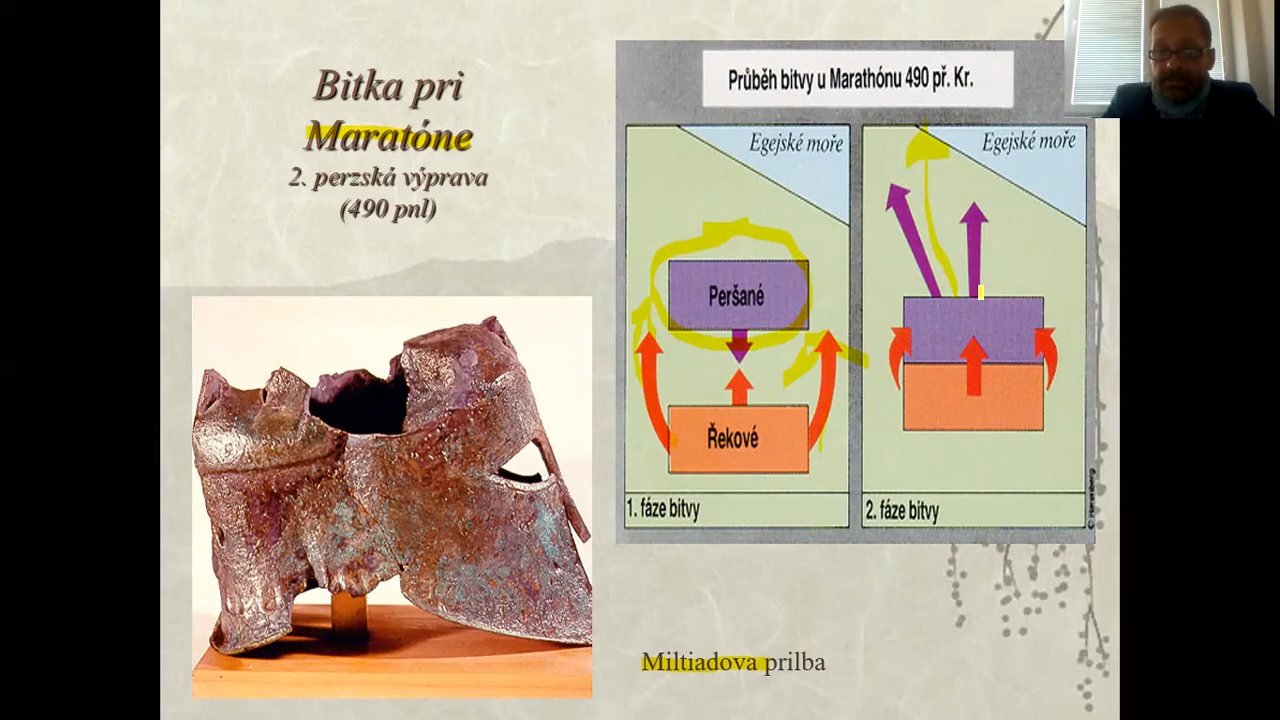 Bitka pri
Maratóne
2. perzská výprava
(490 pnl)
Průběh bitvy u Marathónu 490 př. Kr.
Egejské moře
Peršané
Řekové
1. fáze bitvy
Egejské moře
2. fáze bitvy
© Harenberg
Miltiadova prilba